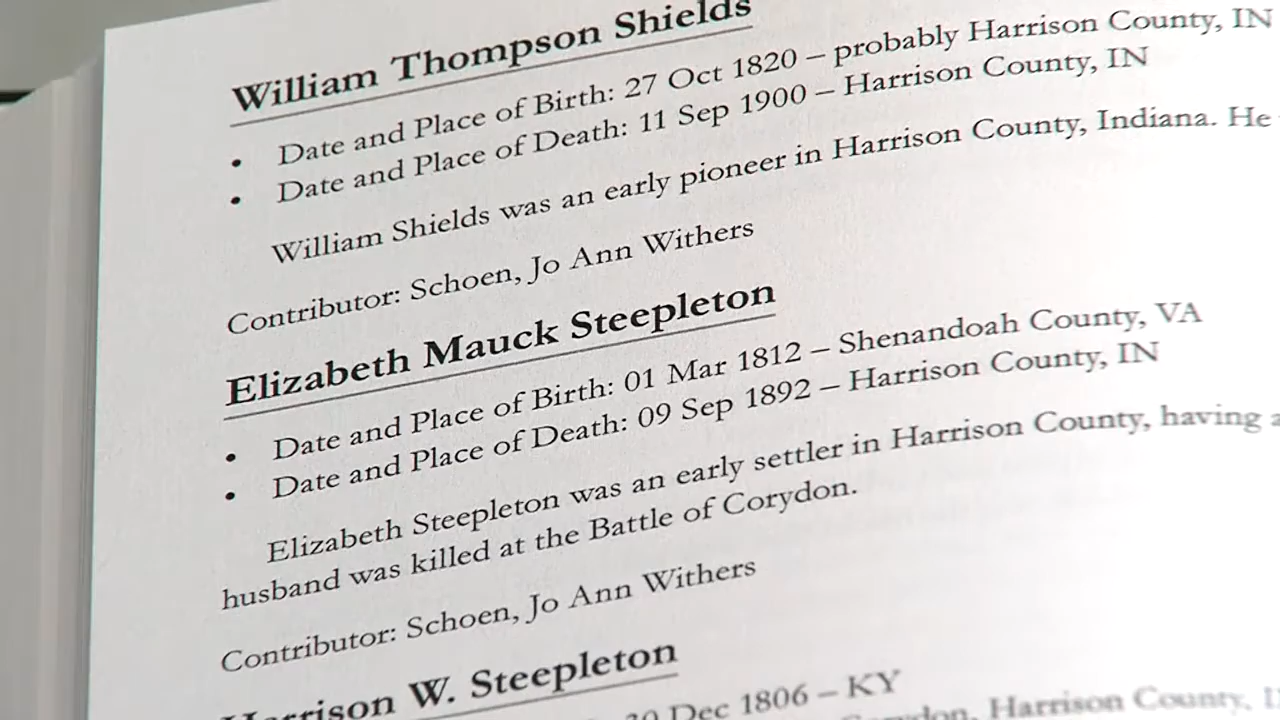 William Thompson Shields
• Date and Place of Birth: 27 Oct 1820 – probably Harrison County, IN
• Date and Place of Death: 11 Sep 1900 – Harrison County, IN
William Shields was an early pioneer in Harrison County, Indiana. He
Contributor: Schoen, Jo Ann Withers
Elizabeth Mauck Steepleton
• Date and Place of Birth: 01 Mar 1812 – Shenandoah County, VA
• Date and Place of Death: 09 Sep 1892 – Harrison County, IN
Elizabeth Steepleton was an early settler in Harrison County, having a
husband was killed at the Battle of Corydon.
Contributor: Schoen, Jo Ann Withers
Harrison W. Steepleton
Dec 1806 – KY
Harrison County,